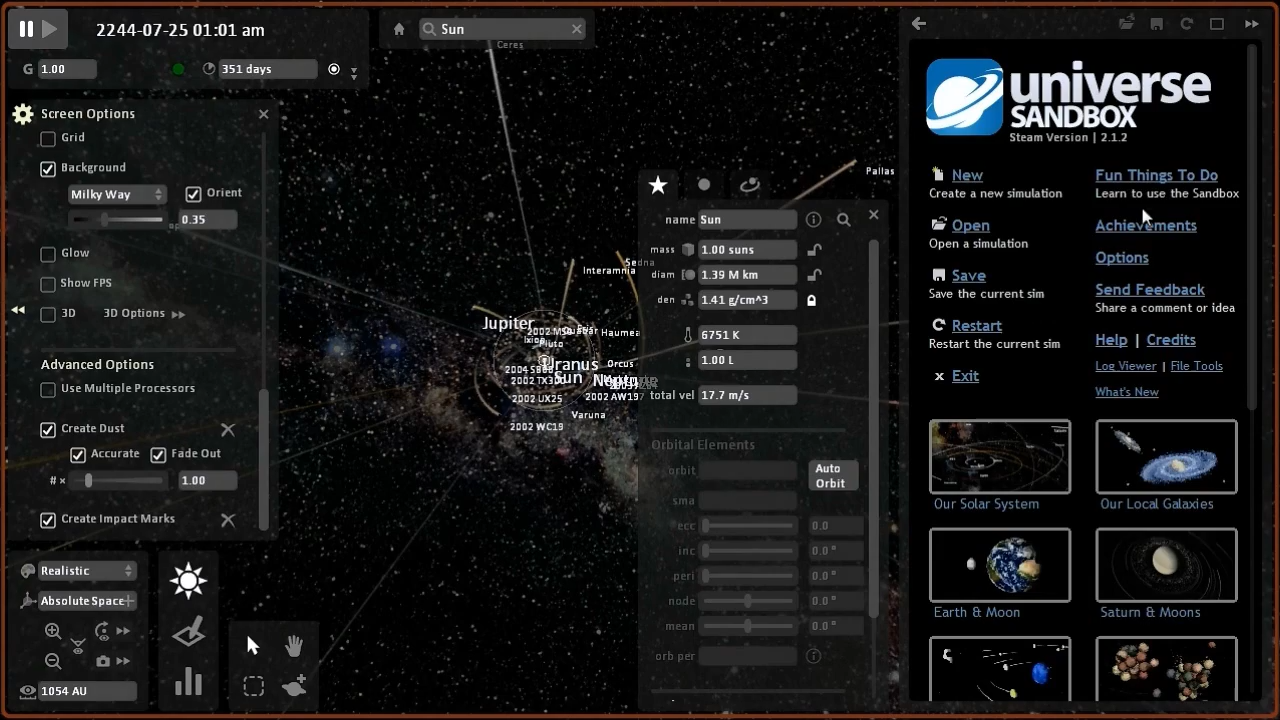 2244-07-25 01:01 am
G 1.00
351 days
Sun
Ceres
Screen Options
Grid
Background
Milky Way
Orient
0.35
Glow
Show FPS
3D
3D Options
Advanced Options
Use Multiple Processors
Create Dust
Accurate
Fade Out
# ×
1.00
Create Impact Marks
Realistic
Absolute Space
1054 AU
Pallas
Sedna
Interamnia
Jupiter
Haumea
Ixion
Pluto
Uranus
Orcus
Sun
2002 TX300
2002 UX25
2002 AW197
Varuna
2002 WC19
name Sun
mass 1.00 suns
diam 1.39 M km
den 1.41 g/cm^3
6751 K
1.00 L
total vel 17.7 m/s
Orbital Elements
orbit
Auto
Orbit
sma
ecc 0.0
inc 0.0 °
peri 0.0 °
node 0.0 °
mean 0.0 °
orb per
universe
SANDBOX
Steam Version | 2.1.2
New
Create a new simulation
Open
Open a simulation
Save
Save the current sim
Restart
Restart the current sim
x Exit
Fun Things To Do
Learn to use the Sandbox
Achievements
Options
Send Feedback
Share a comment or idea
Help | Credits
Log Viewer | File Tools
What's New
Our Solar System
Our Local Galaxies
Earth & Moon
Saturn & Moons